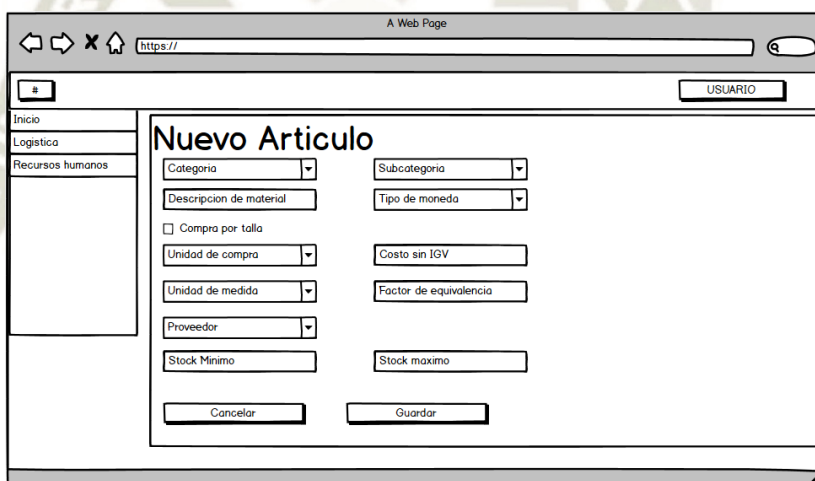 A Web Page
https://
#
USUARIO
Inicio
Logistica
Recursos humanos
Nuevo Articulo
Categoria
Subcategoria
Descripcion de material
Tipo de moneda
Compra por talla
Unidad de compra
Costo sin IGV
Unidad de medida
Factor de equivalencia
Proveedor
Stock Minimo
Stock maximo
Cancelar
Guardar